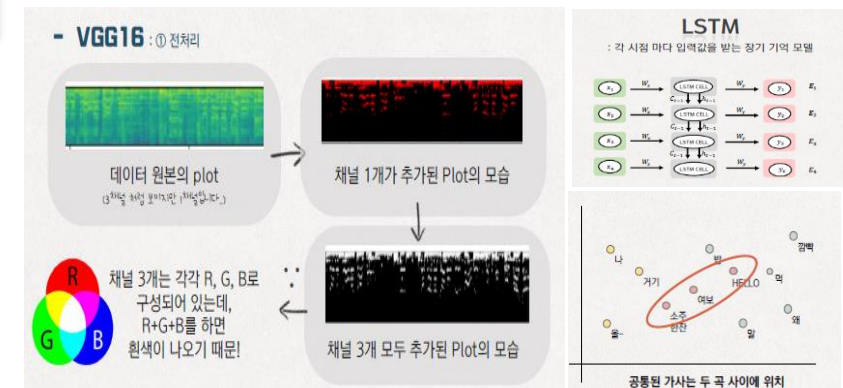 - VGG16 : ① 전처리
데이터 원본의 plot
(3채널 처럼 보이지만 1채널입니다..)
채널 1개가 추가된 Plot의 모습
채널 3개 모두 추가된 Plot의 모습
R
G
B
채널 3개는 각각 R, G, B로
구성되어 있는데,
R+G+B를 하면
흰색이 나오기 때문!
LSTM
: 각 시점 마다 입력값을 받는 장기 기억 모델
LSTM CELL
LSTM CELL
LSTM CELL
LSTM CELL
나
거기
울~
밤
HELLO
여보
소주
한잔
깜빡
먹
왜
말
공통된 가사는 두 곡 사이에 위치